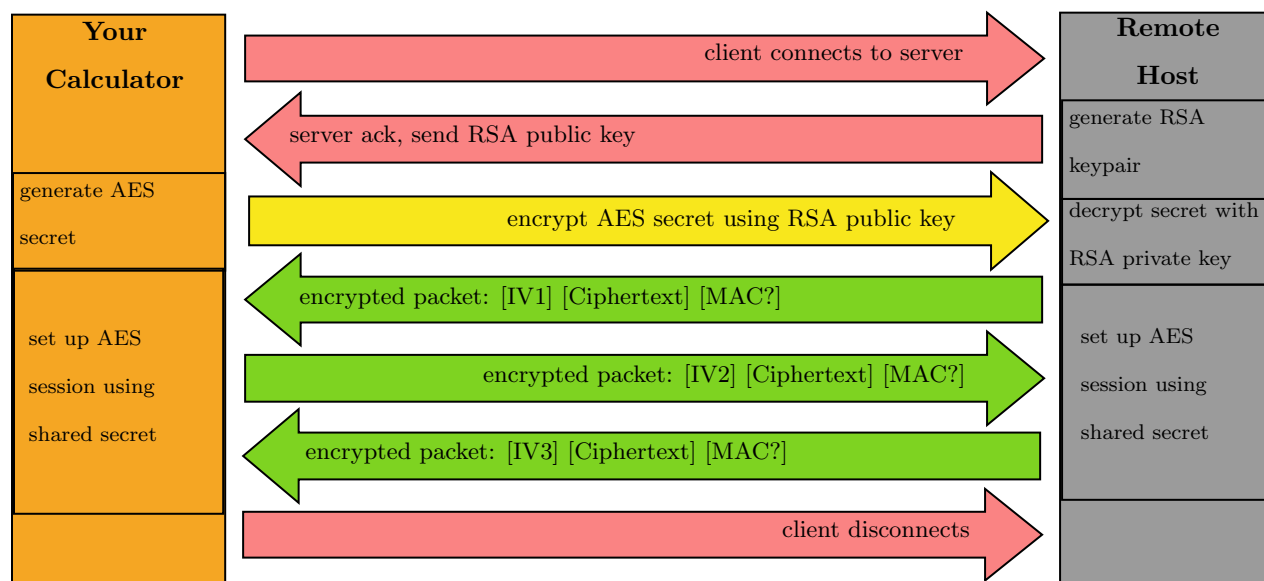 Your
Calculator
client connects to server
Remote
Host
server ack, send RSA public key
generate RSA
keypair
generate AES
secret
encrypt AES secret using RSA public key
decrypt secret with
RSA private key
encrypted packet: [IV1] [Ciphertext] [MAC?]
set up AES
session using
shared secret
encrypted packet: [IV2] [Ciphertext] [MAC?]
set up AES
session using
shared secret
encrypted packet: [IV3] [Ciphertext] [MAC?]
client disconnects